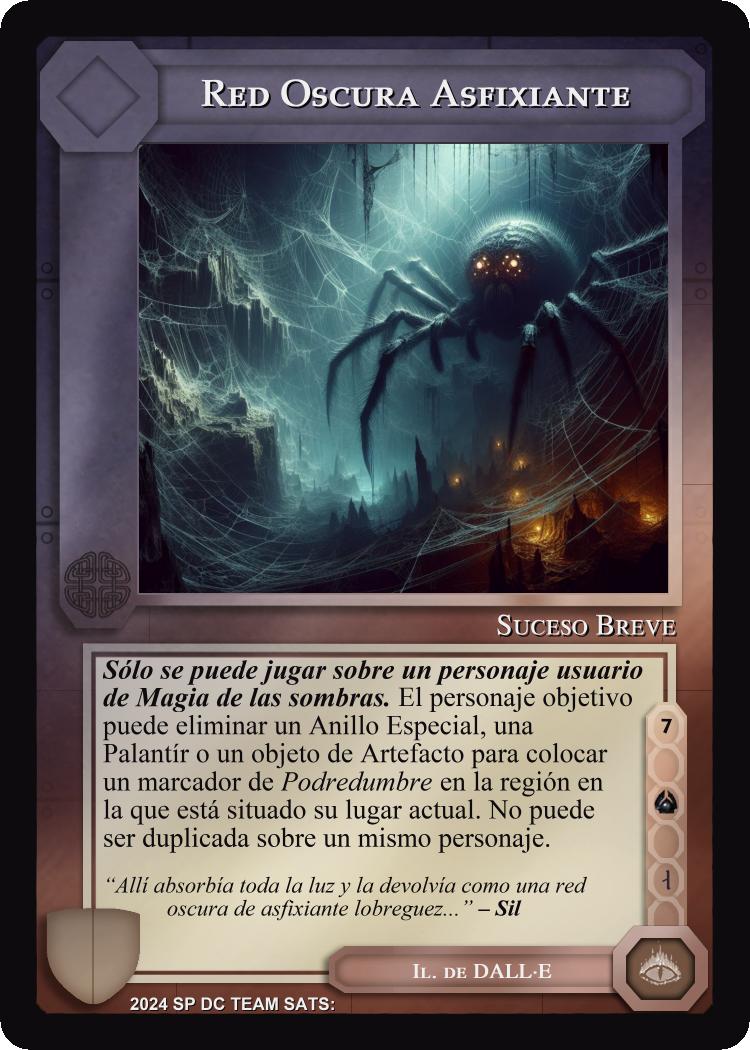 Red Oscura Asfixiante
Suceso Breve
Sólo se puede jugar sobre un personaje usuario
de Magia de las sombras. El personaje objetivo
puede eliminar un Anillo Especial, una
Palantír o un objeto de Artefacto para colocar
un marcador de Podredumbre en la región en
la que está situado su lugar actual. No puede
ser duplicada sobre un mismo personaje.
7
“Allí absorbía toda la luz y la devolvía como una red
oscura de asfixiante lobreguez...” – Sil
Il. de DALL·E
2024 SP DC TEAM SATS: